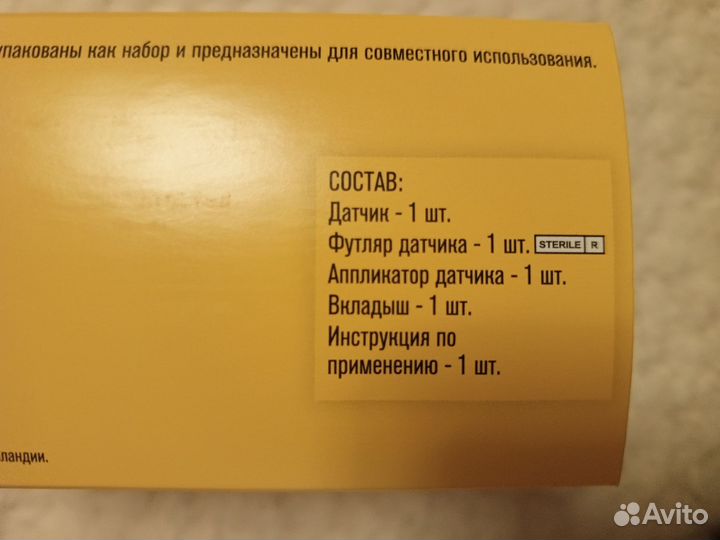 упакованы как набор и предназначены для совместного использования.
СОСТАВ:
Датчик - 1 шт.
Футляр датчика - 1 шт. STERILE R
Аппликатор датчика - 1 шт.
Вкладыш - 1 шт.
Инструкция по
применению - 1 шт.
ландии.
Avito